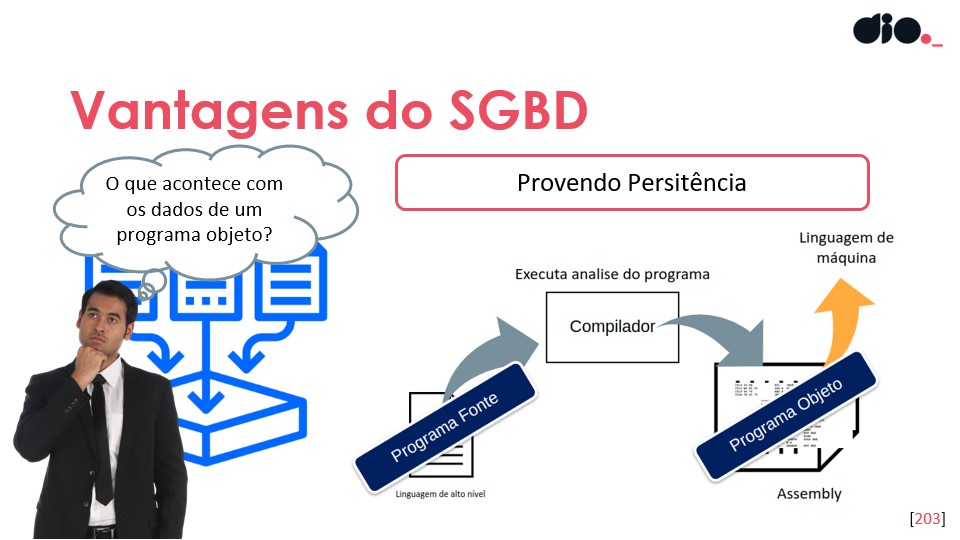 dio._
Vantagens do SGBD
O que acontece com
os dados de um
programa objeto?
Provendo Persitência
Linguagem de
máquina
Executa analise do programa
Compilador
Programa Fonte
Programa Objeto
Linguagem de alto nível
Assembly
[203]